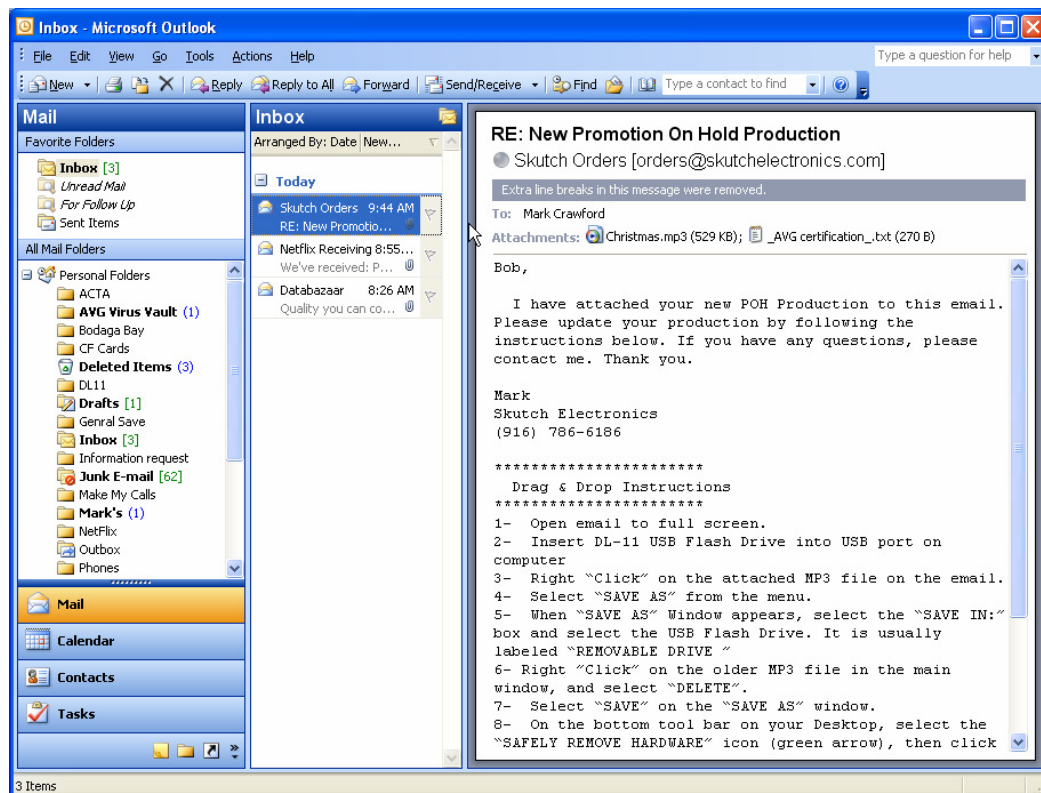 Inbox - Microsoft Outlook
File Edit View Go Tools Actions Help
Type a question for help
New Reply Reply to All Forward Send/Receive Find Type a contact to find
Mail
Favorite Folders
Inbox [3]
Unread Mail
For Follow Up
Sent Items
All Mail Folders
Personal Folders
ACTA
AVG Virus Vault (1)
Bodaga Bay
CF Cards
Deleted Items (3)
DL11
Drafts [1]
Genral Save
Inbox [3]
Information request
Junk E-mail [62]
Make My Calls
Mark's (1)
NetFlix
Outbox
Phones
Mail
Calendar
Contacts
Tasks
3 Items
Inbox
Arranged By: Date New...
Today
Skutch Orders 9:44 AM
RE: New Promotio...
Netflix Receiving 8:55...
We've received: P...
Databazaar 8:26 AM
Quality you can co...
RE: New Promotion On Hold Production
Skutch Orders [orders@skutchelectronics.com]
Extra line breaks in this message were removed.
To: Mark Crawford
Attachments: Christmas.mp3 (529 KB); _AVG certification_.txt (270 B)
Bob,
I have attached your new POH Production to this email.
Please update your production by following the
instructions below. If you have any questions, please
contact me. Thank you.
Mark
Skutch Electronics
(916) 786-6186
***********************
Drag & Drop Instructions
***********************
1- Open email to full screen.
2- Insert DL-11 USB Flash Drive into USB port on
computer
3- Right "Click" on the attached MP3 file on the email.
4- Select "SAVE AS" from the menu.
5- When "SAVE AS" Window appears, select the "SAVE IN:"
box and select the USB Flash Drive. It is usually
labeled "REMOVABLE DRIVE "
6- Right "Click" on the older MP3 file in the main
window, and select "DELETE".
7- Select "SAVE" on the "SAVE AS" window.
8- On the bottom tool bar on your Desktop, select the
"SAFELY REMOVE HARDWARE" icon (green arrow), then click